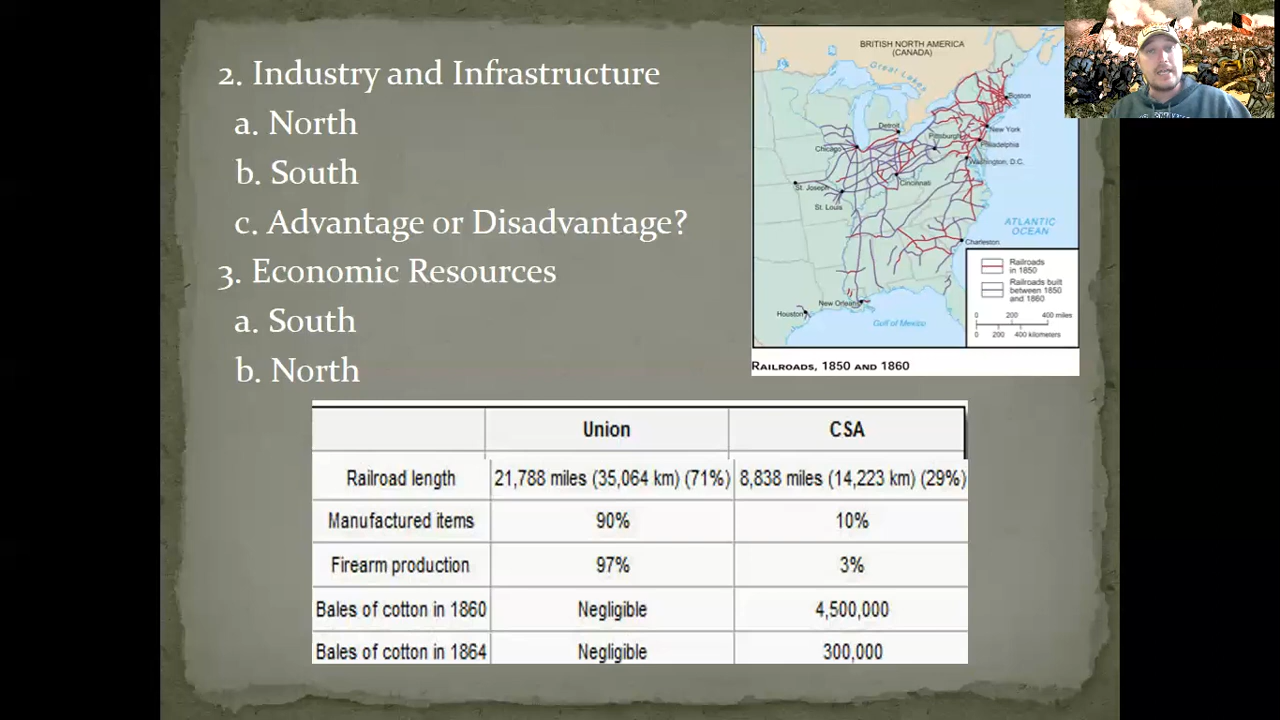 2. Industry and Infrastructure
a. North
b. South
c. Advantage or Disadvantage?
3. Economic Resources
a. South
b. North
BRITISH NORTH AMERICA
(CANADA)
Great Lakes
Boston
Detroit
New York
Pittsburgh
Chicago
Philadelphia
Washington, D.C.
St. Joseph
Cincinnati
St. Louis
ATLANTIC
OCEAN
Charleston
Railroads
in 1850
Railroads built
between 1850
and 1860
New Orleans
Houston
Gulf of Mexico
0 200 400 miles
0 200 400 kilometers
RAILROADS, 1850 AND 1860
Union CSA
Railroad length 21,788 miles (35,064 km) (71%) 8,838 miles (14,223 km) (29%)
Manufactured items 90% 10%
Firearm production 97% 3%
Bales of cotton in 1860 Negligible 4,500,000
Bales of cotton in 1864 Negligible 300,000